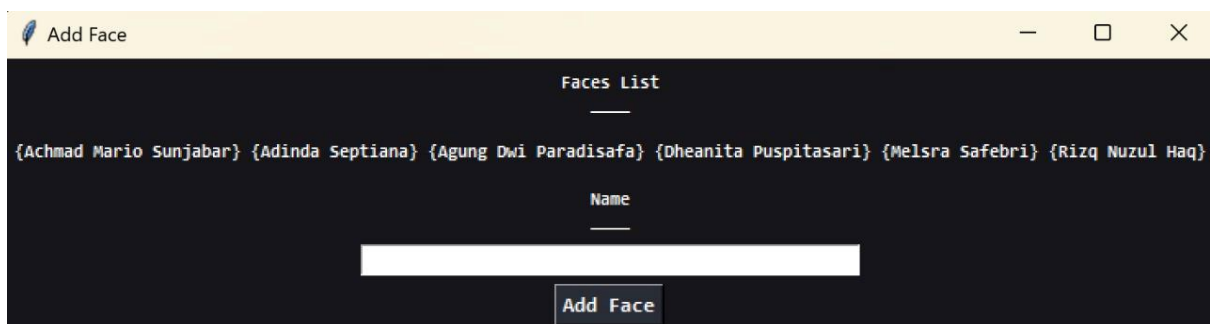 Add Face
Faces List
{Achmad Mario Sunjabar} {Adinda Septiana} {Agung Dwi Paradisafa} {Dheanita Puspitasari} {Melsra Safebri} {Rizq Nuzul Haq}
Name
Add Face